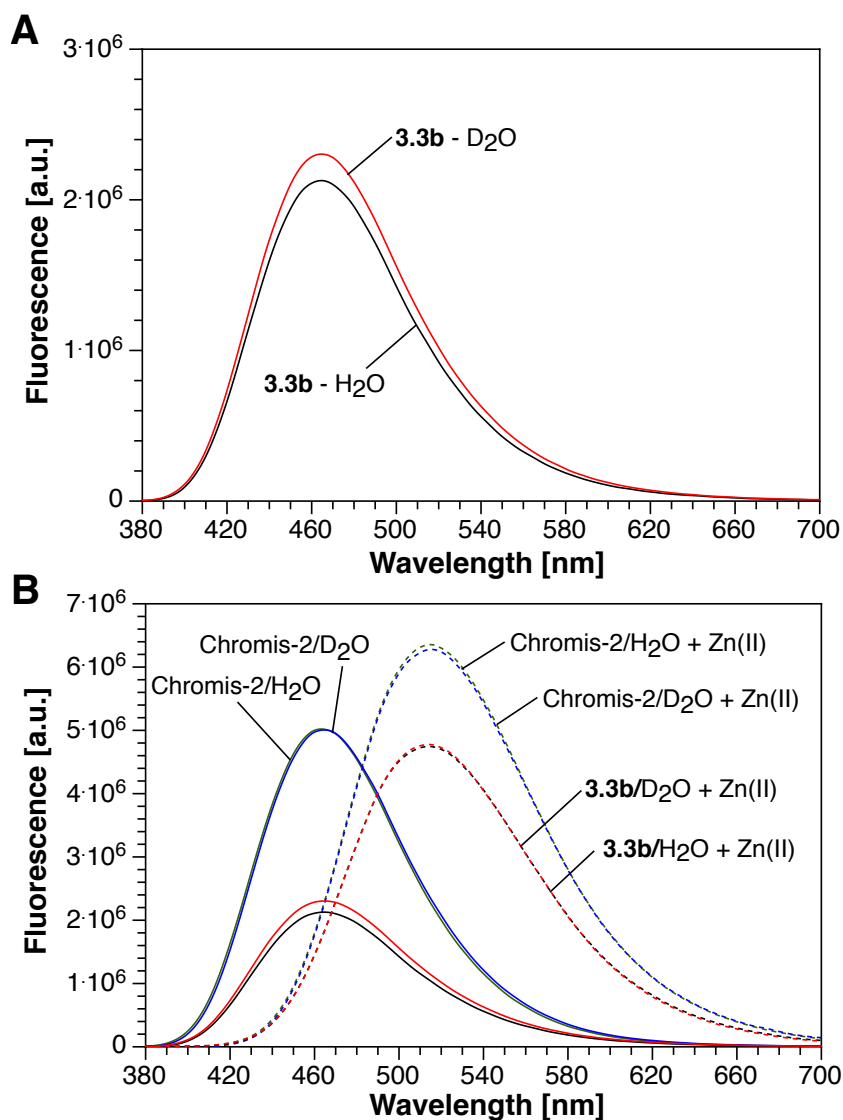 A
3·10⁶
2·10⁶
1·10⁶
0
Fluorescence [a.u.]
3.3b - D₂O
3.3b - H₂O
380 420 460 500 540 580 620 660 700
Wavelength [nm]
B
7·10⁶
6·10⁶
5·10⁶
4·10⁶
3·10⁶
2·10⁶
1·10⁶
0
Fluorescence [a.u.]
Chromis-2/D₂O
Chromis-2/H₂O
Chromis-2/H₂O + Zn(II)
Chromis-2/D₂O + Zn(II)
3.3b/D₂O + Zn(II)
3.3b/H₂O + Zn(II)
380 420 460 500 540 580 620 660 700
Wavelength [nm]